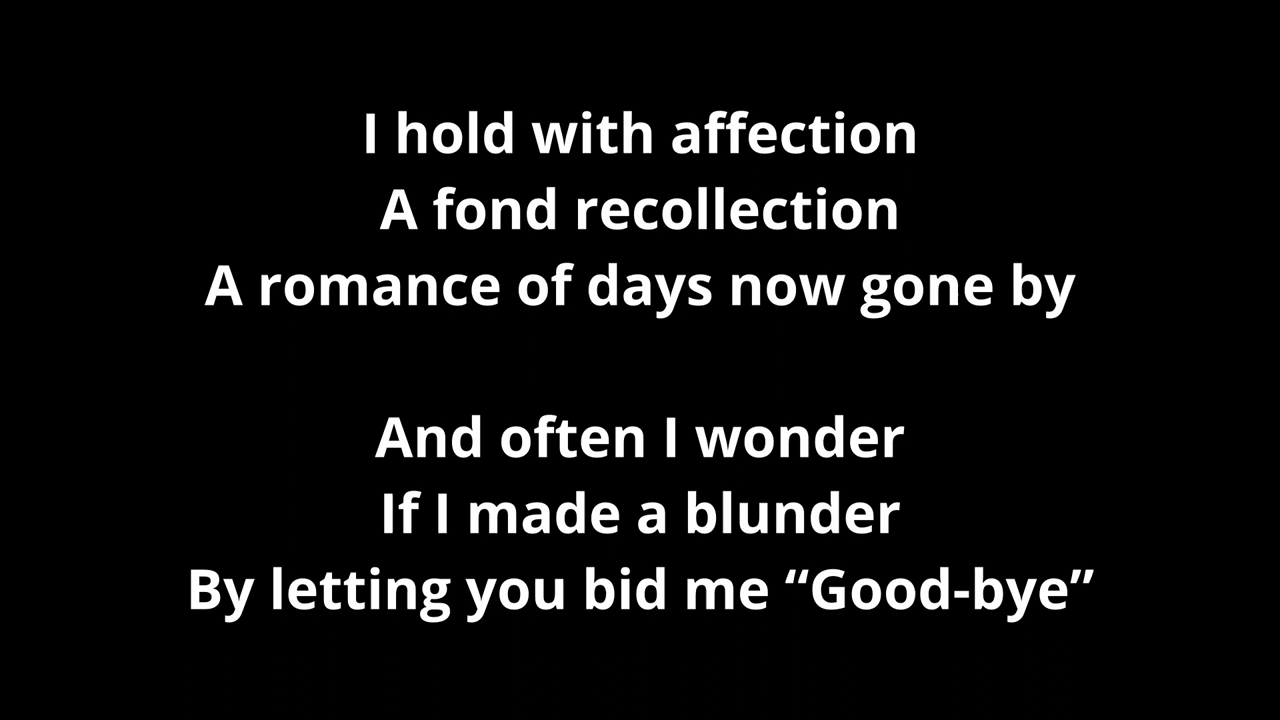 I hold with affection
A fond recollection
A romance of days now gone by
And often I wonder
If I made a blunder
By letting you bid me “Good-bye”